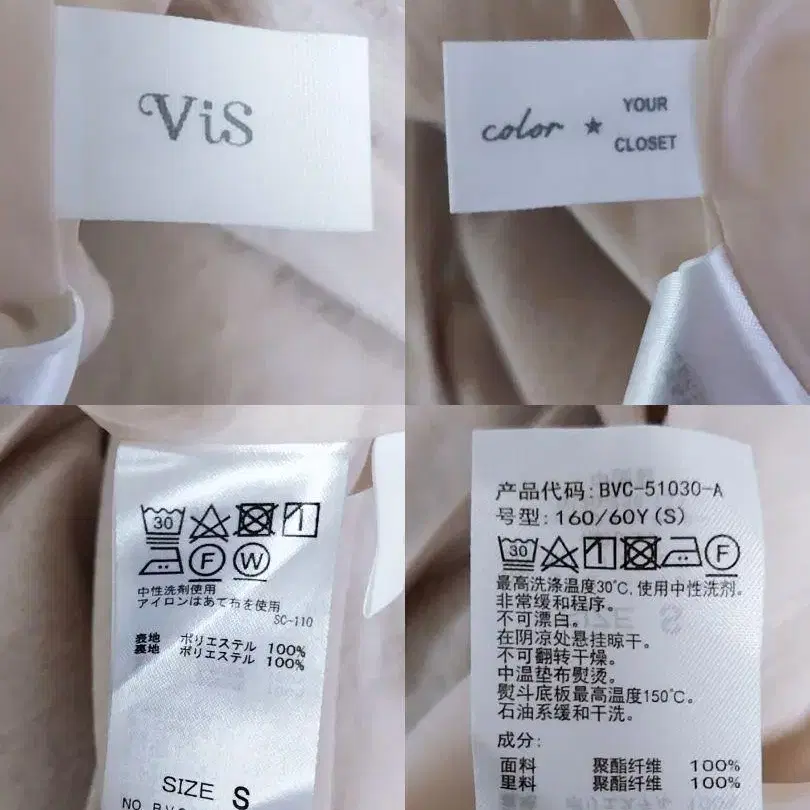 ViS
color ★ YOUR
CLOSET
30
F W
中性洗剤使用
アイロンはあて布を使用
SC-110
表地 ポリエステル 100%
裏地 ポリエステル 100%
SIZE S
产品代码:BVC-51030-A
号型:160/60Y(S)
30 F
最高洗涤温度30℃,使用中性洗剂。
非常缓和程序。
不可漂白。
在阴凉处悬挂晾干。
不可翻转干燥。
中温垫布熨烫。
熨斗底板最高温度150℃。
石油系缓和干洗。
成分:
面料 聚酯纤维 100%
里料 聚酯纤维 100%